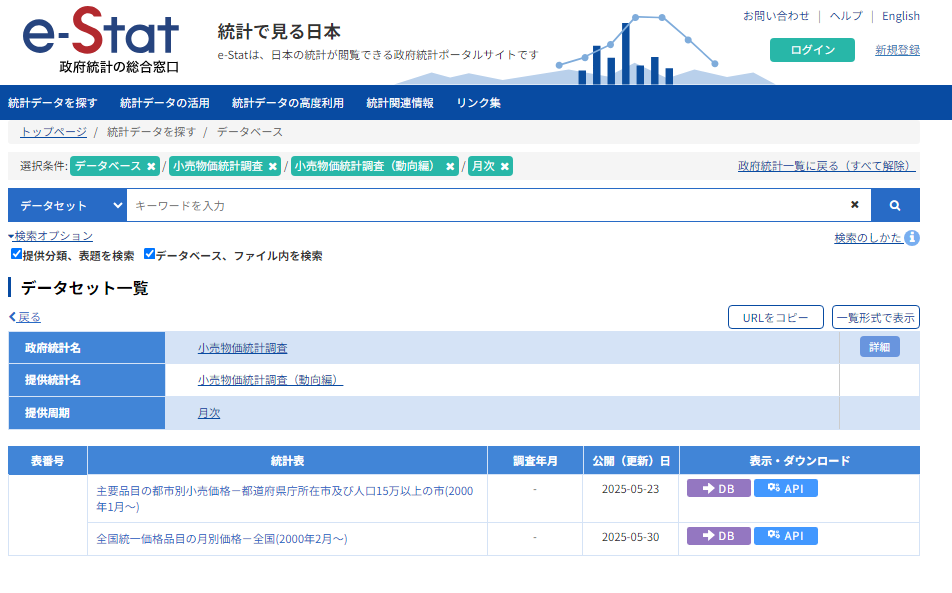 e-Stat
政府統計の総合窓口
統計で見る日本
e-Statは、日本の統計が閲覧できる政府統計ポータルサイトです
お問い合わせ | ヘルプ | English
ログイン 新規登録
統計データを探す 統計データの活用 統計データの高度利用 統計関連情報 リンク集
トップページ / 統計データを探す / データベース
選択条件: データベース ✖ / 小売物価統計調査 ✖ / 小売物価統計調査（動向編） ✖ / 月次 ✖ 政府統計一覧に戻る（すべて解除）
データセット キーワードを入力 ✖
検索オプション 検索のしかた
提供分類、表題を検索 データベース、ファイル内を検索
データセット一覧
戻る URLをコピー 一覧形式で表示
政府統計名 小売物価統計調査 詳細
提供統計名 小売物価統計調査（動向編）
提供周期 月次
表番号 統計表 調査年月 公開（更新）日 表示・ダウンロード
主要品目の都市別小売価格－都道府県庁所在市及び人口15万以上の市(2000 - 2025-05-23 DB API
年1月～)
全国統一価格品目の月別価格－全国(2000年2月～) - 2025-05-30 DB API